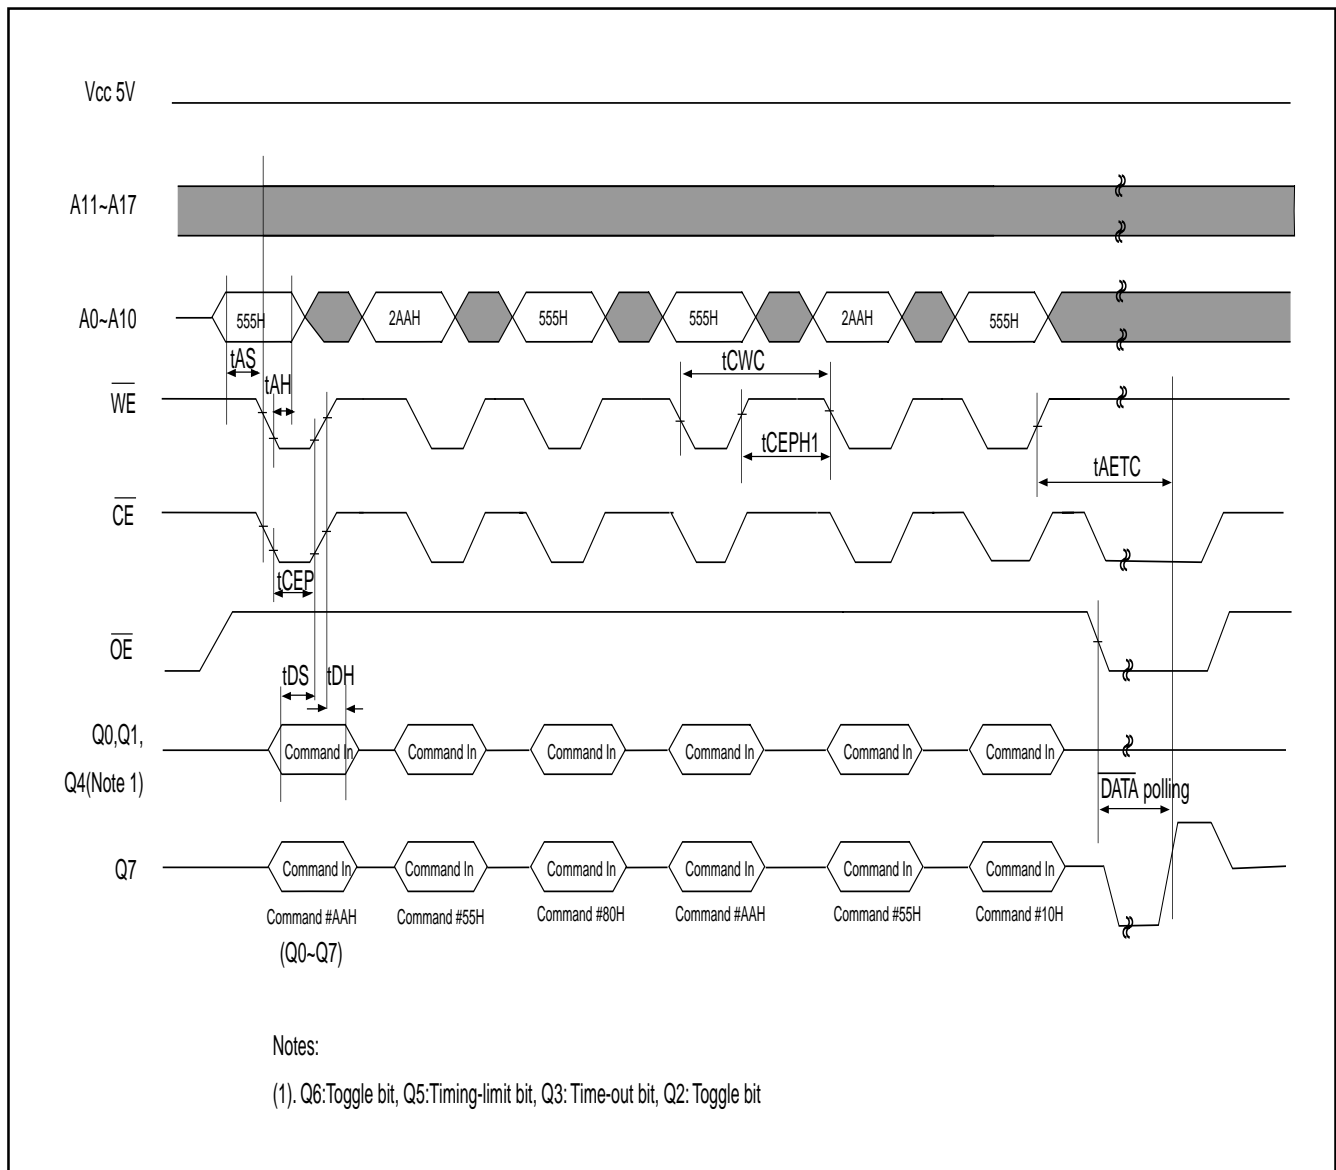 Vcc 5V
A11~A17
A0~A10
555H
2AAH
555H
555H
2AAH
555H
tAS
tAH
tCWC
WE
tCEPH1
tAETC
CE
tCEP
OE
tDS
tDH
Q0,Q1,
Q4(Note 1)
Command In
Command In
Command In
Command In
Command In
Command In
DATA polling
Q7
Command In
Command In
Command In
Command In
Command In
Command In
Command #AAH
Command #55H
Command #80H
Command #AAH
Command #55H
Command #10H
(Q0~Q7)
Notes:
(1). Q6:Toggle bit, Q5:Timing-limit bit, Q3: Time-out bit, Q2: Toggle bit